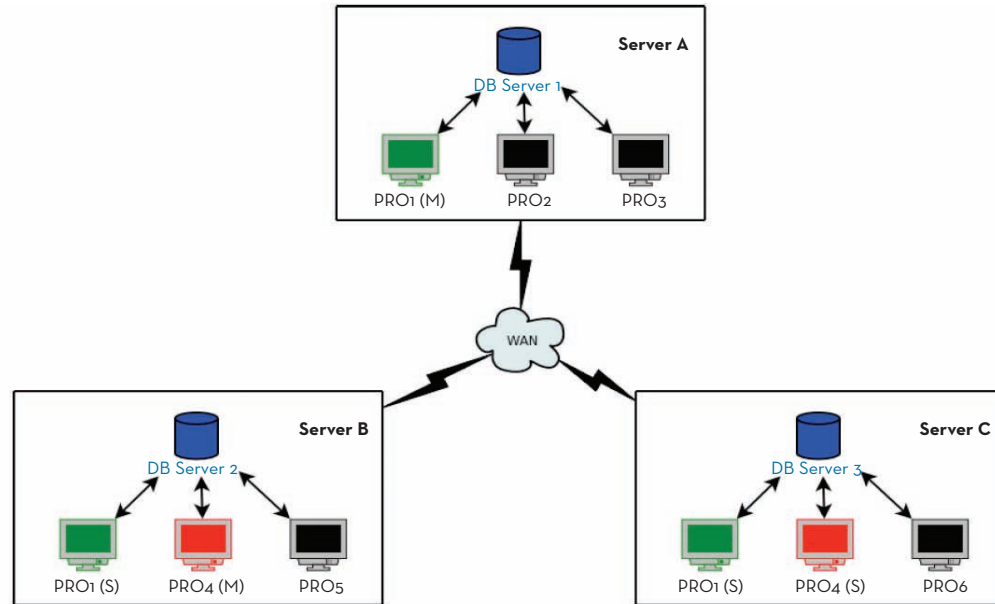 Server A
DB Server 1
PRO1 (M)
PRO2
PRO3
WAN
Server B
DB Server 2
PRO1 (S)
PRO4 (M)
PRO5
Server C
DB Server 3
PRO1 (S)
PRO4 (S)
PRO6